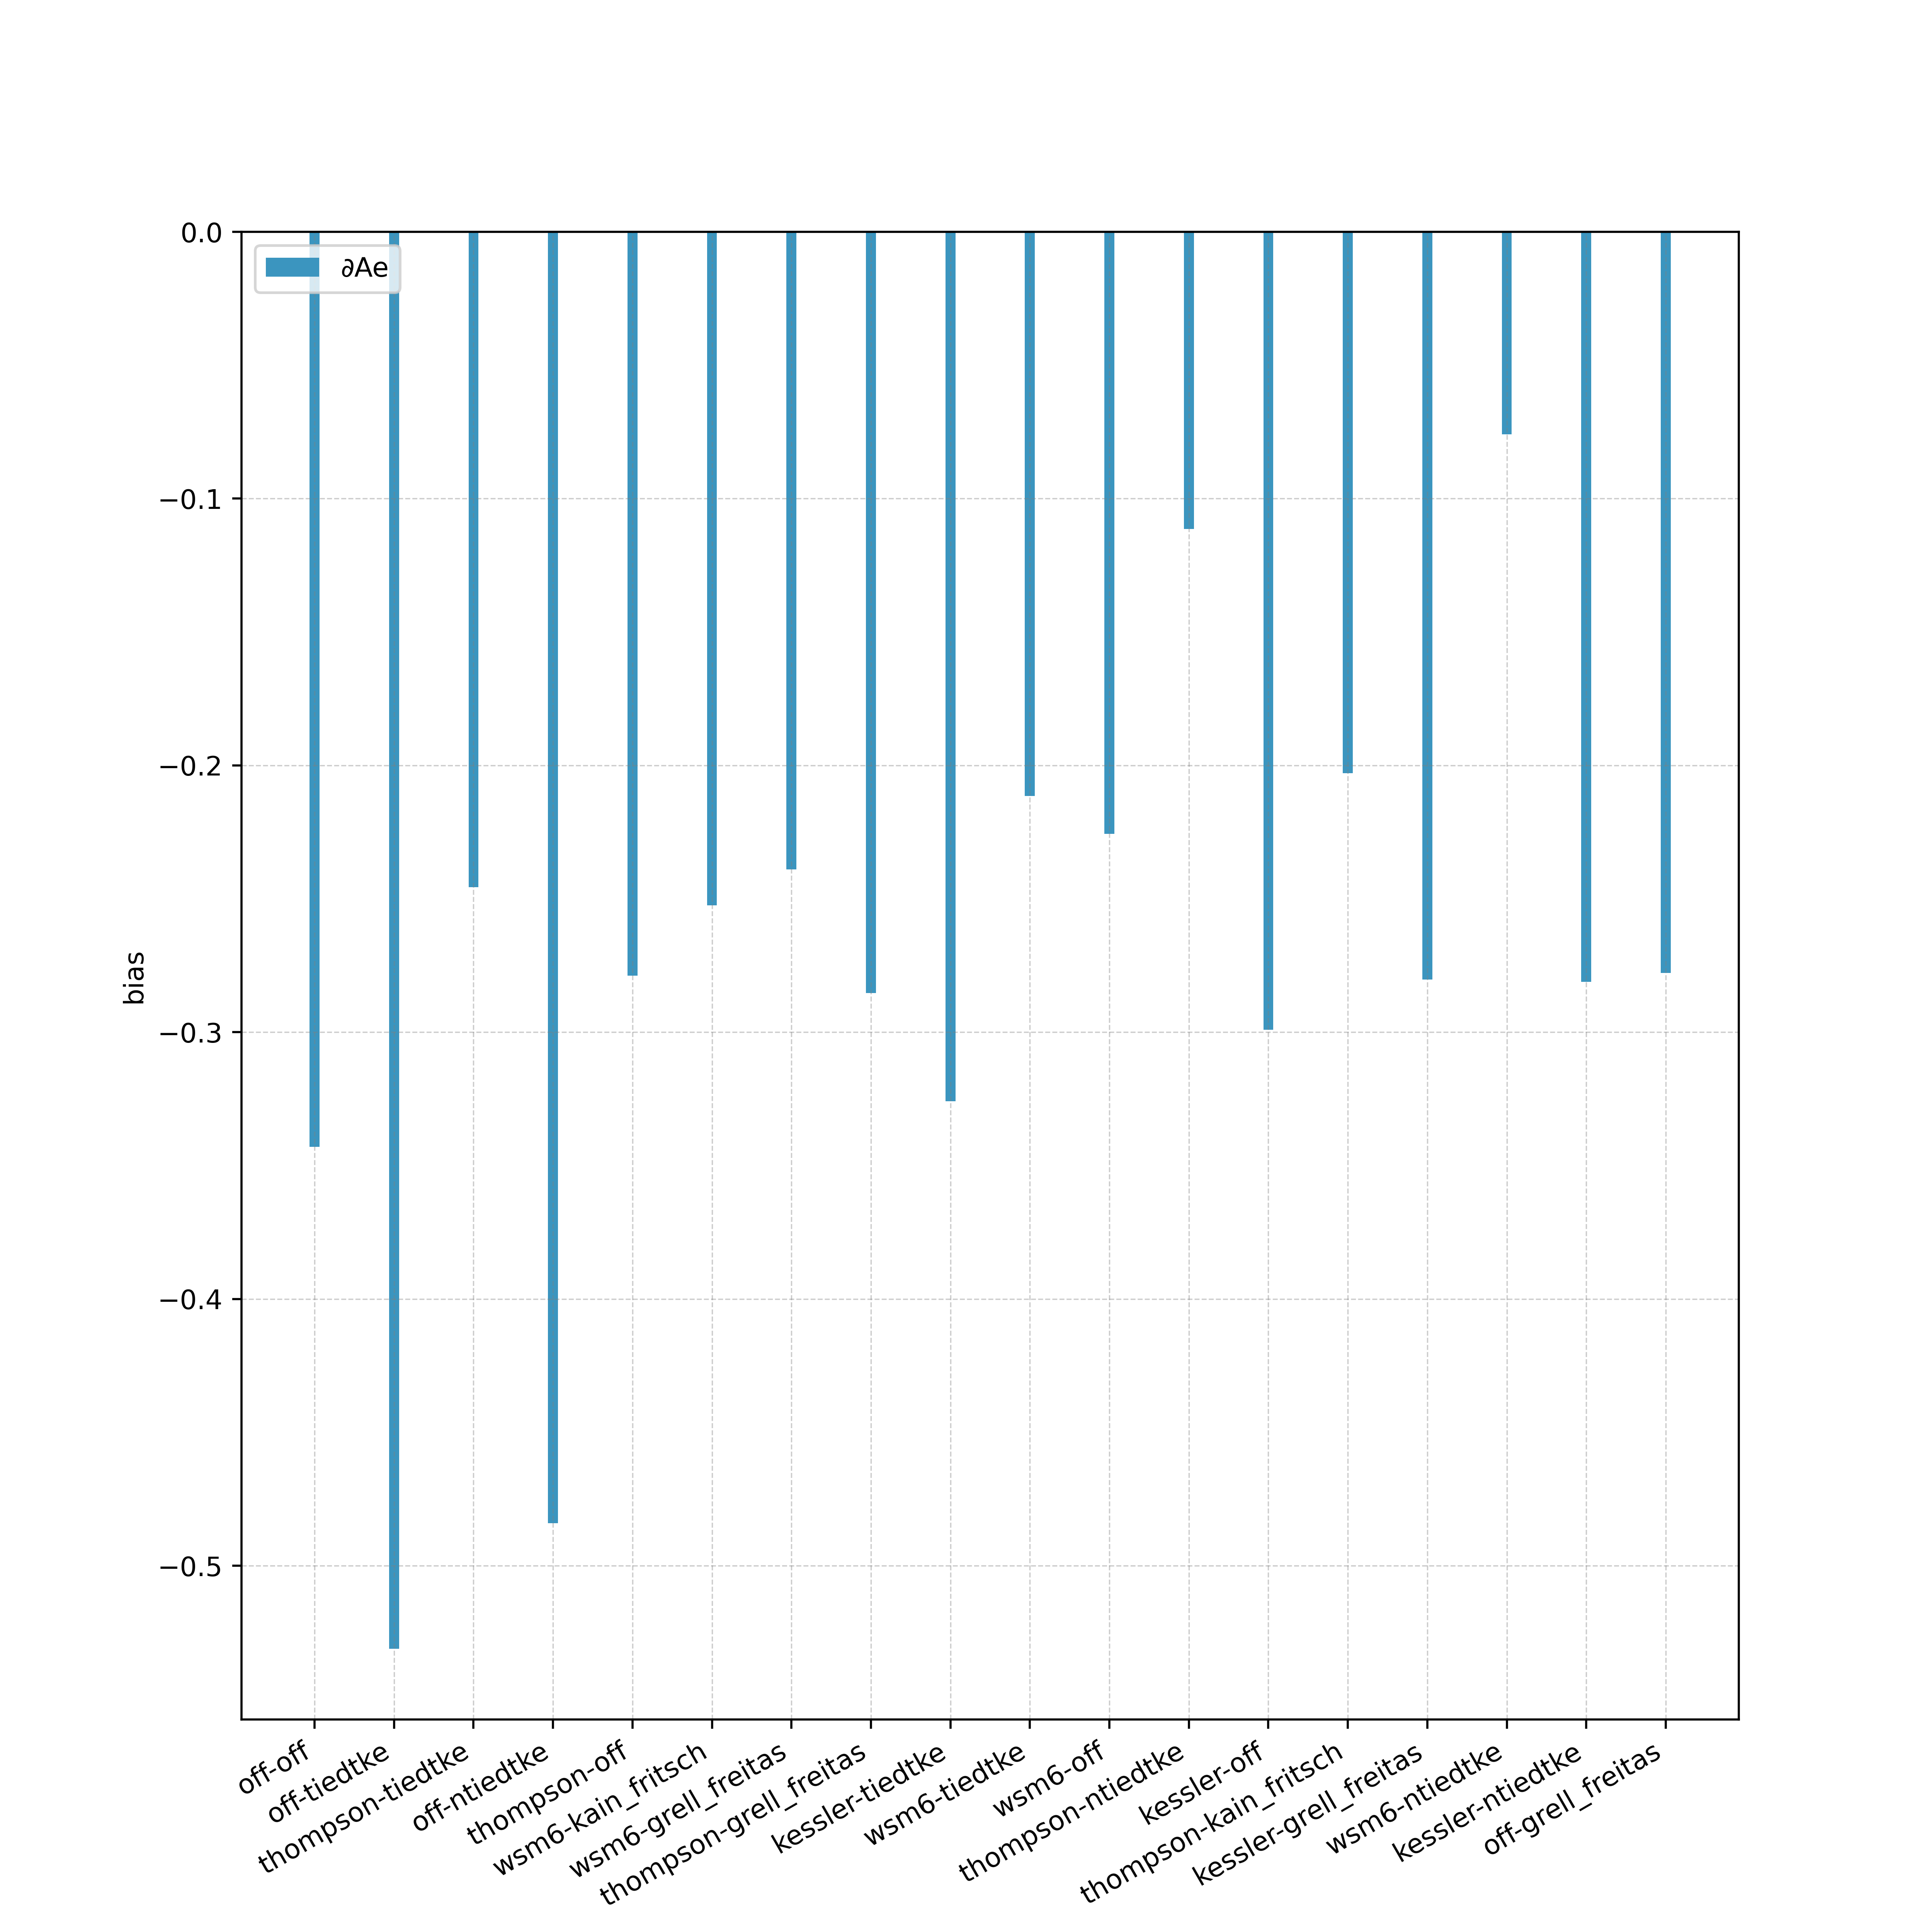 0.0
∂Ae
−0.1
−0.2
bias
−0.3
−0.4
−0.5
off-off
off-tiedtke
thompson-tiedtke
off-ntiedtke
thompson-off
wsm6-kain_fritsch
wsm6-grell_freitas
thompson-grell_freitas
kessler-tiedtke
wsm6-tiedtke
wsm6-off
thompson-ntiedtke
kessler-off
thompson-kain_fritsch
kessler-grell_freitas
wsm6-ntiedtke
kessler-ntiedtke
off-grell_freitas